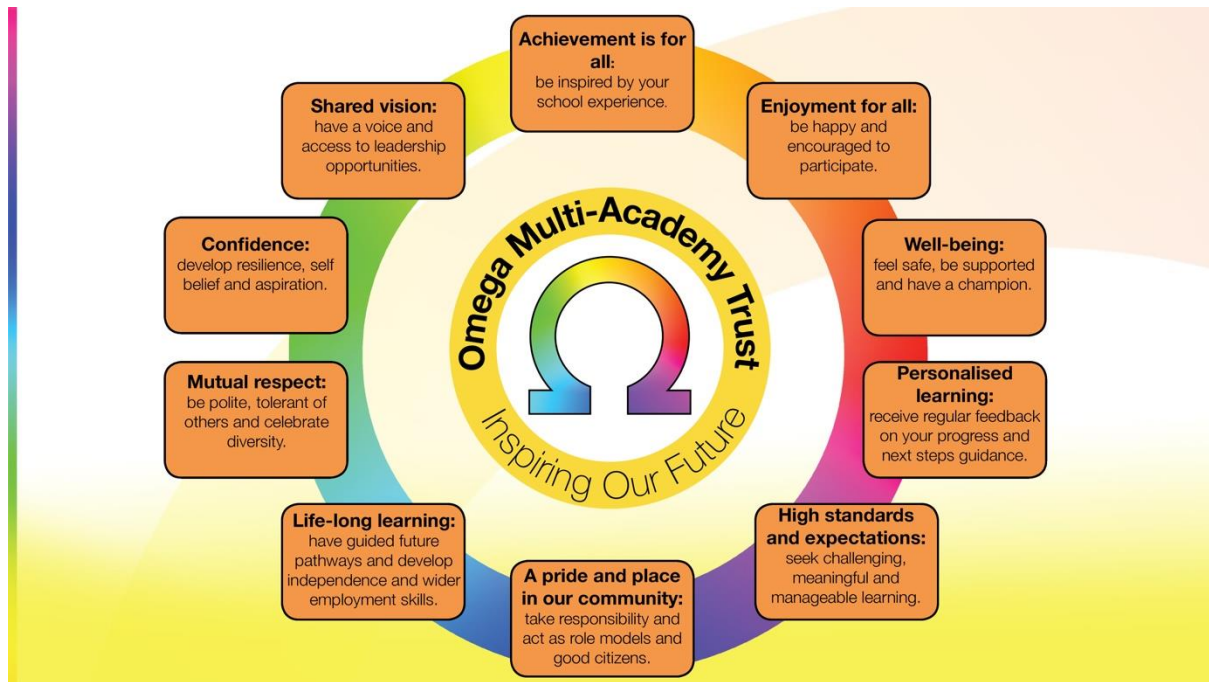 Achievement is for
all:
be inspired by your
school experience.
Enjoyment for all:
be happy and
encouraged to
participate.
Well-being:
feel safe, be supported
and have a champion.
Personalised
learning:
receive regular feedback
on your progress and
next steps guidance.
High standards
and expectations:
seek challenging,
meaningful and
manageable learning.
A pride and place
in our community:
take responsibility and
act as role models and
good citizens.
Life-long learning:
have guided future
pathways and develop
independence and wider
employment skills.
Mutual respect:
be polite, tolerant of
others and celebrate
diversity.
Confidence:
develop resilience, self
belief and aspiration.
Shared vision:
have a voice and
access to leadership
opportunities.
Omega Multi-Academy Trust
Ω
Inspiring Our Future